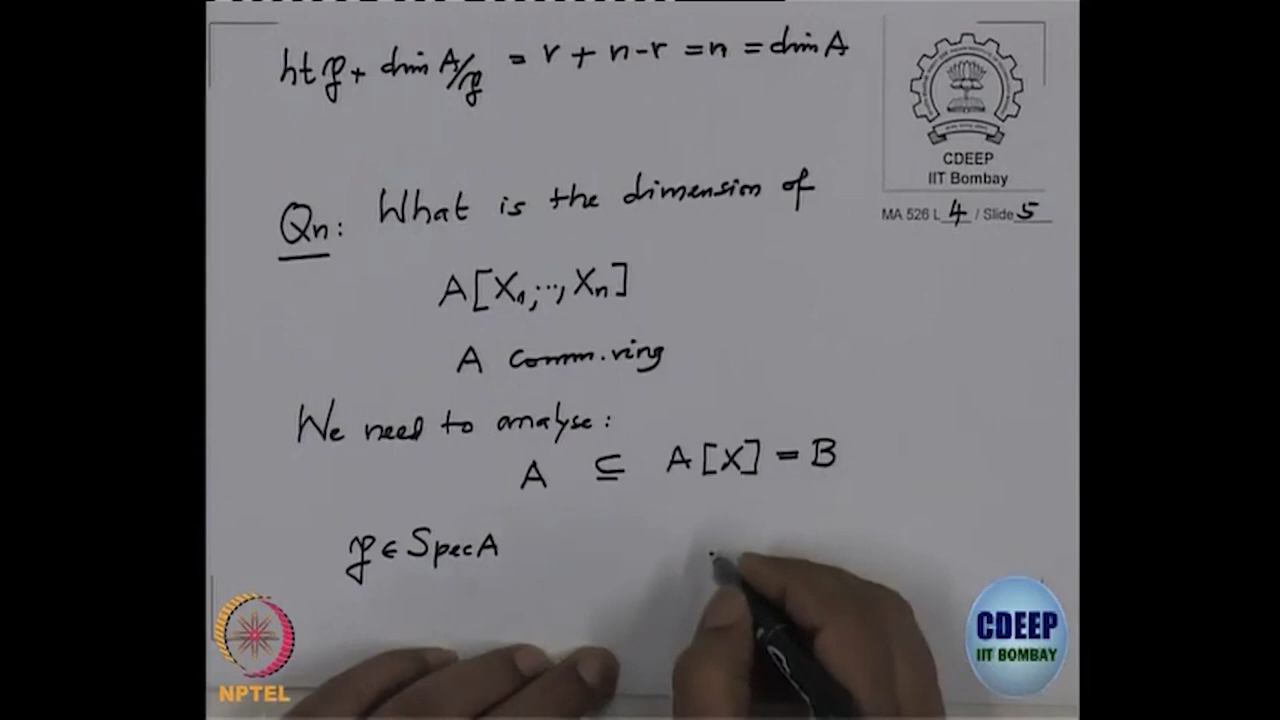 ht 𝔭 + dim A/𝔭 = r + n-r = n = dim A
CDEEP
IIT Bombay
MA 526 L 4 / Slide 5
Qn: What is the dimension of
A[X₁,..,Xₙ]
A comm. ring
We need to analyse:
A ⊆ A[X] = B
𝔭 ∈ Spec A
NPTEL
CDEEP
IIT BOMBAY